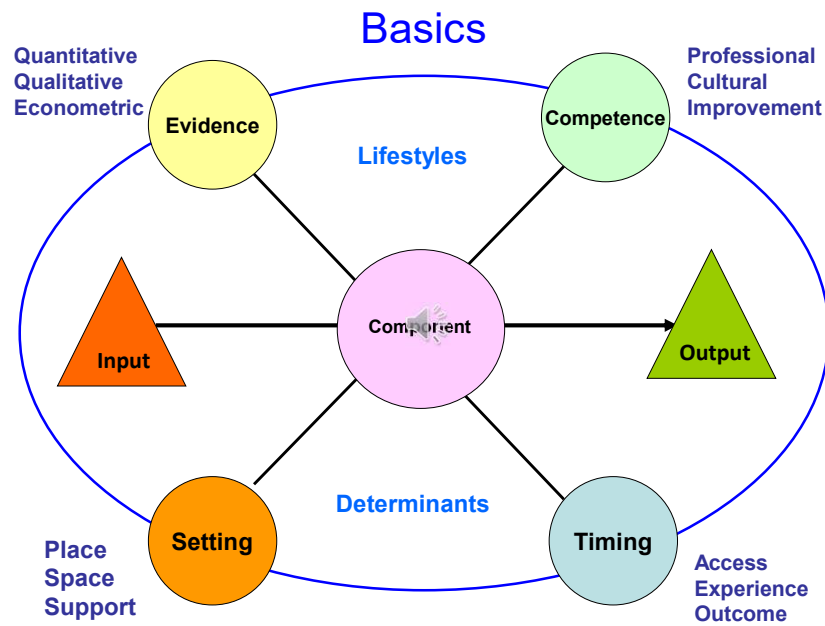 Basics
Quantitative
Qualitative
Econometric
Professional
Cultural
Improvement
Evidence
Competence
Lifestyles
Component
Input
Output
Determinants
Setting
Timing
Place
Space
Support
Access
Experience
Outcome